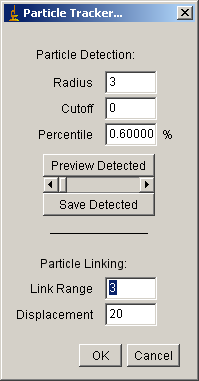 Particle Tracker...
Particle Detection:
Radius 3
Cutoff 0
Percentile 0.60000 %
Preview Detected
Save Detected
Particle Linking:
Link Range 3
Displacement 20
OK Cancel